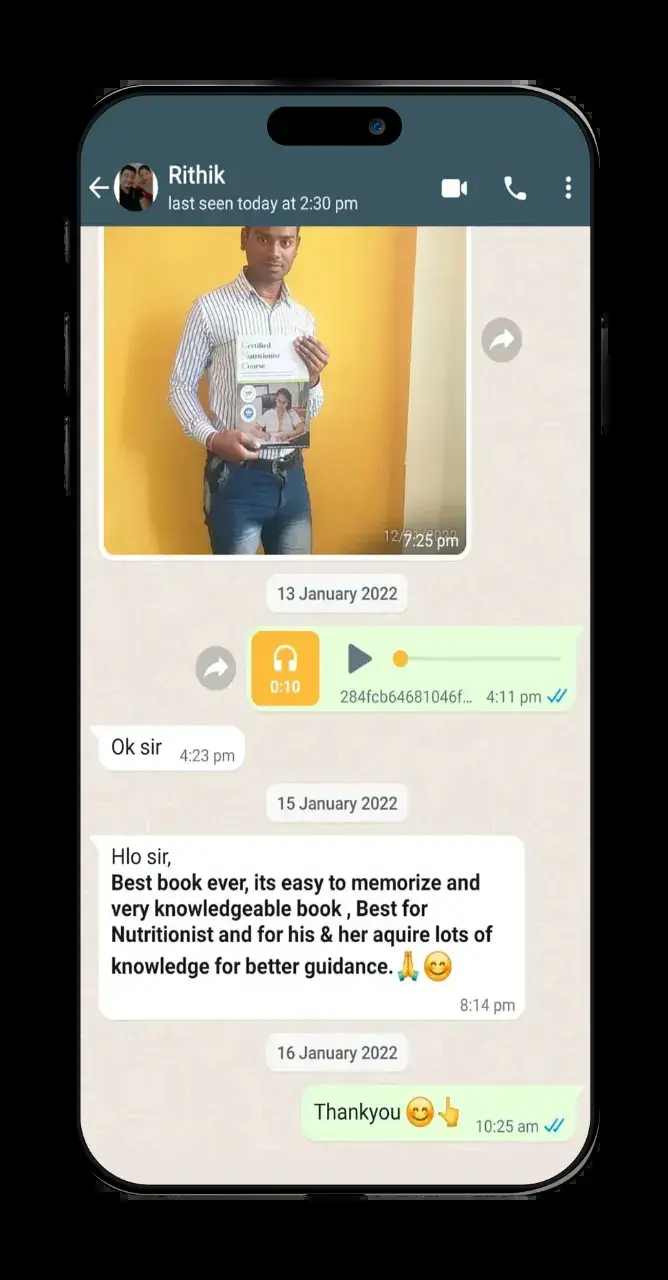 Rithik
last seen today at 2:30 pm
Certified
Nutritionist
Course
7:25 pm
13 January 2022
0:10
284fcb64681046f... 4:11 pm
Ok sir 4:23 pm
15 January 2022
Hlo sir,
Best book ever, its easy to memorize and
very knowledgeable book , Best for
Nutritionist and for his & her aquire lots of
knowledge for better guidance.🙏😊
8:14 pm
16 January 2022
Thankyou 😊👆 10:25 am